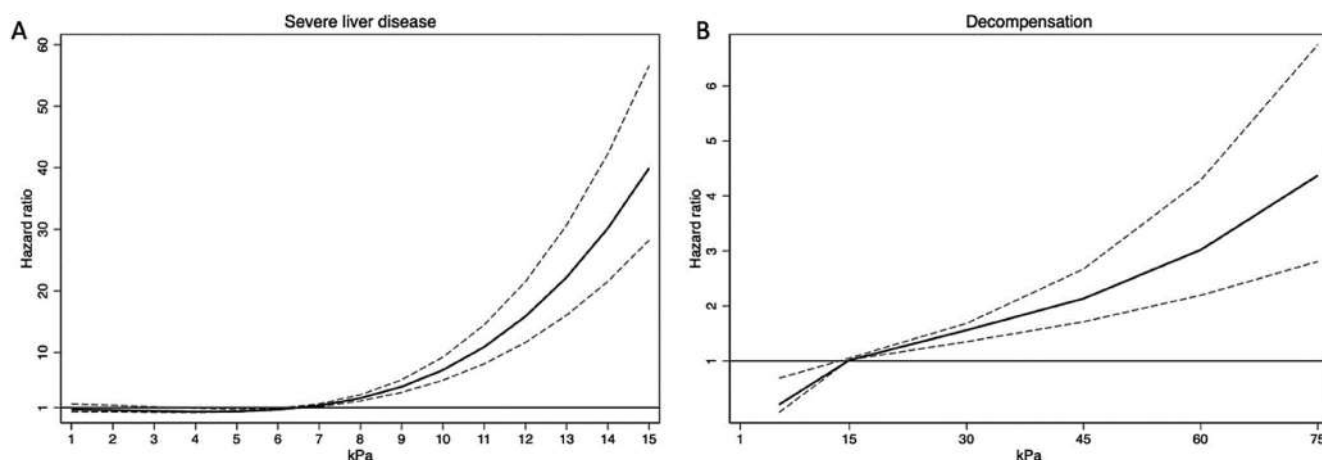 A
Severe liver disease
Hazard ratio
60
50
40
30
20
10
1
1 2 3 4 5 6 7 8 9 10 11 12 13 14 15
kPa
B
Decompensation
Hazard ratio
6
5
4
3
2
1
1 15 30 45 60 75
kPa